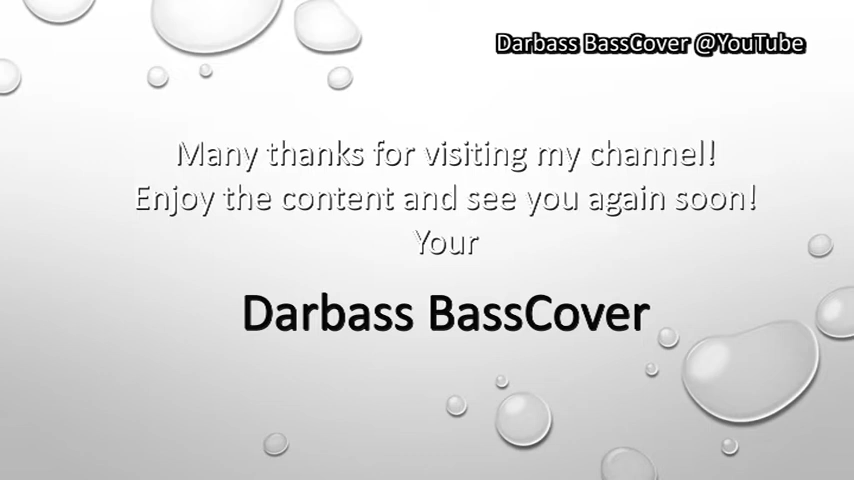 Darbass BassCover @YouTube
Many thanks for visiting my channel!
Enjoy the content and see you again soon!
Your
Darbass BassCover